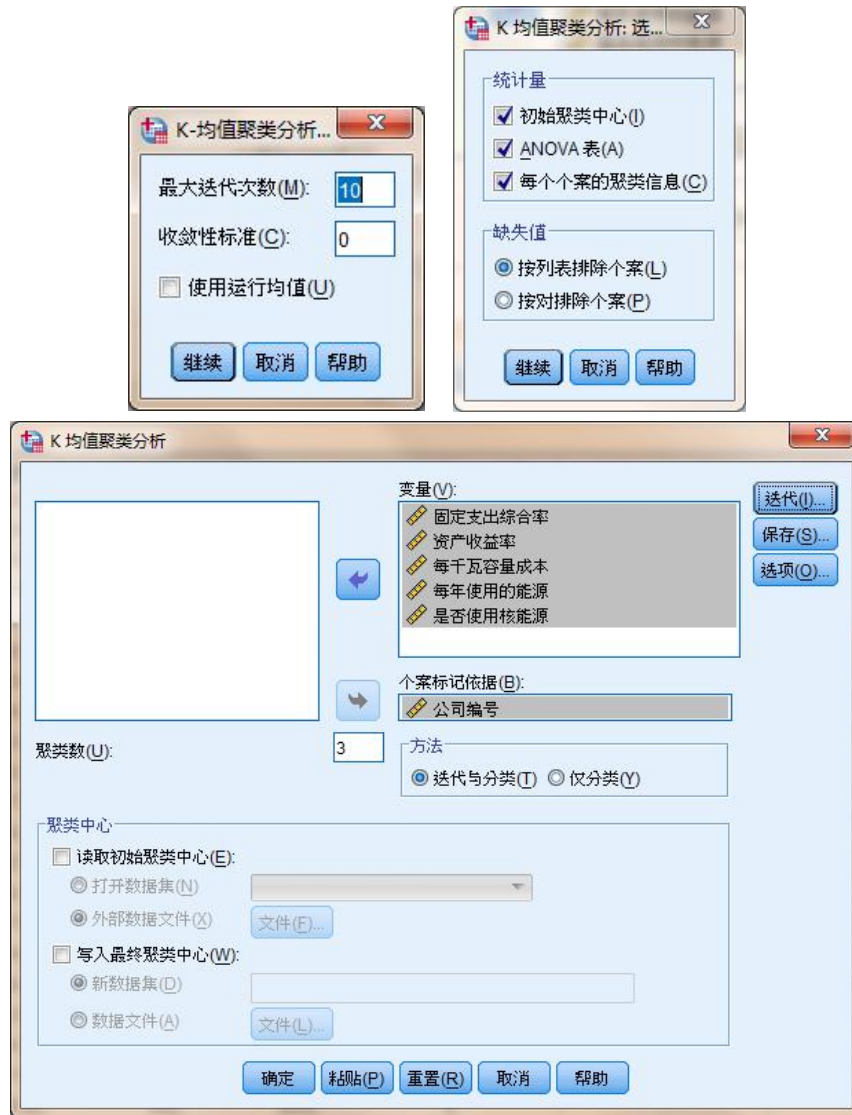 K-均值聚类分析...
最大迭代次数(M): 10
收敛性标准(C): 0
使用运行均值(U)
继续 取消 帮助
K 均值聚类分析: 选...
统计量
初始聚类中心(I)
ANOVA 表(A)
每个个案的聚类信息(C)
缺失值
按列表排除个案(L)
按对排除个案(P)
继续 取消 帮助
K 均值聚类分析
变量(V):
固定支出综合率
资产收益率
每千瓦容量成本
每年使用的能源
是否使用核能源
迭代(I)...
保存(S)...
选项(O)...
个案标记依据(B):
公司编号
聚类数(U): 3
方法
迭代与分类(T) 仅分类(Y)
聚类中心
读取初始聚类中心(E):
打开数据集(N)
外部数据文件(X) 文件(F)...
写入最终聚类中心(W):
新数据集(D)
数据文件(A) 文件(L)...
确定 粘贴(P) 重置(R) 取消 帮助